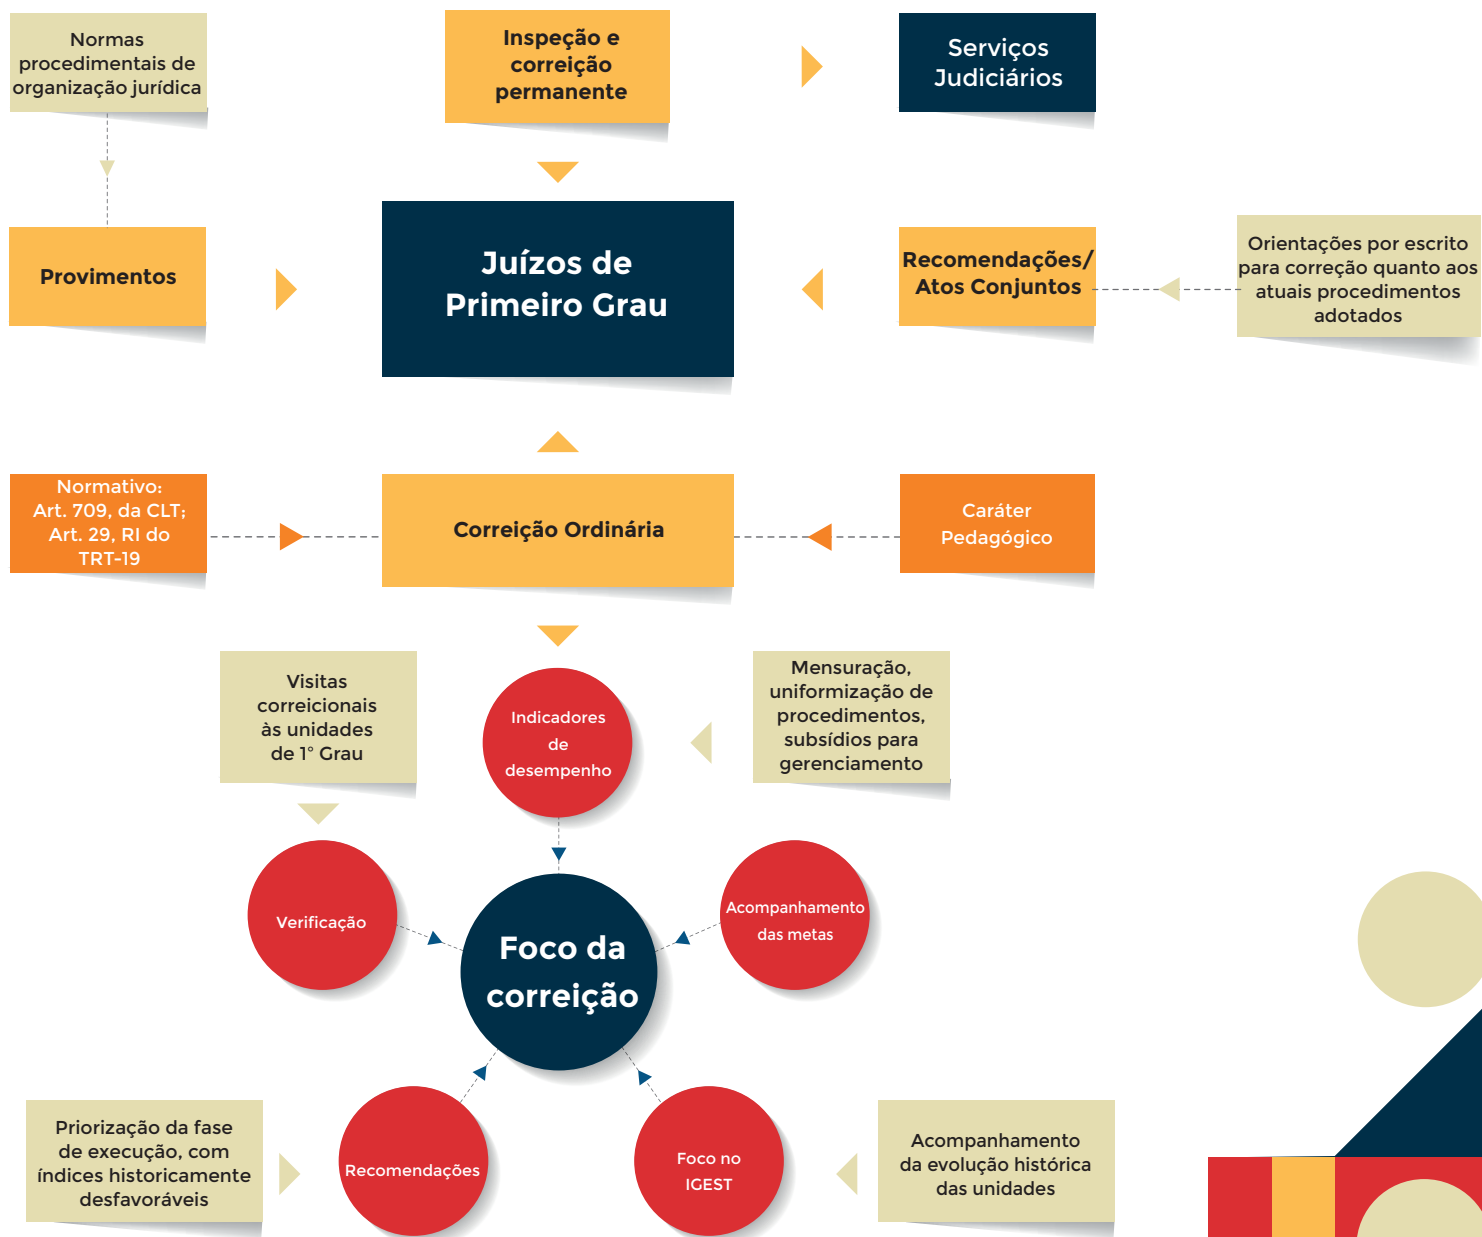 Normas
procedimentais de
organização jurídica
Inspeção e
correição
permanente
Serviços
Judiciários
Provimentos
Juízos de
Primeiro Grau
Recomendações/
Atos Conjuntos
Orientações por escrito
para correção quanto aos
atuais procedimentos
adotados
Normativo:
Art. 709, da CLT;
Art. 29, RI do
TRT-19
Correição Ordinária
Caráter
Pedagógico
Visitas
correicionais
às unidades
de 1° Grau
Indicadores
de
desempenho
Mensuração,
uniformização de
procedimentos,
subsídios para
gerenciamento
Verificação
Foco da
correição
Acompanhamento
das metas
Priorização da fase
de execução, com
índices historicamente
desfavoráveis
Recomendações
Foco no
IGEST
Acompanhamento
da evolução histórica
das unidades